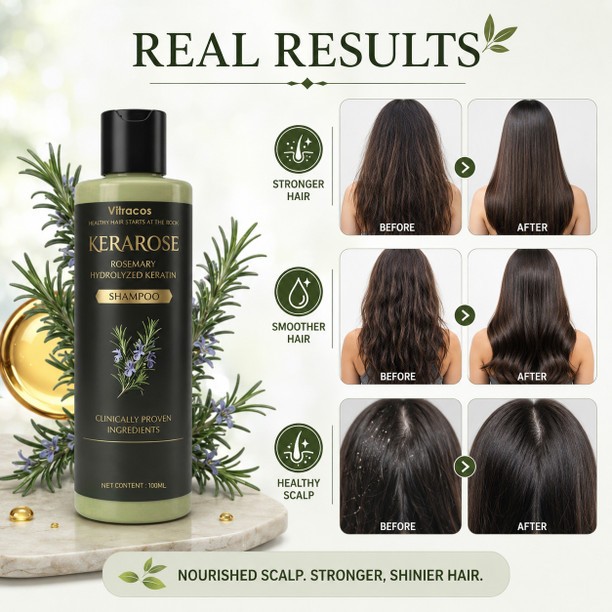 REAL RESULTS
Vitracos
HEALTHY HAIR STARTS AT THE ROOT
KERAROSE
ROSEMARY
HYDROLYZED KERATIN
SHAMPOO
CLINICALLY PROVEN
INGREDIENTS
NET CONTENT : 100ML
STRONGER
HAIR
BEFORE
AFTER
SMOOTHER
HAIR
BEFORE
AFTER
HEALTHY
SCALP
BEFORE
AFTER
NOURISHED SCALP. STRONGER, SHINIER HAIR.